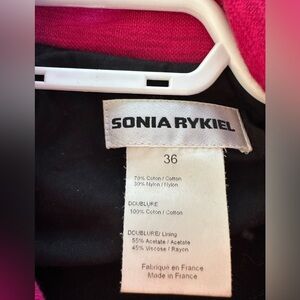 SONIA RYKIEL
36
70% Coton / Cotton
30% Nylon / Nylon
DOUBLURE
100% Coton / Cotton
DOUBLURE/ Lining
55% Acetate / Acetate
45% Viscose / Rayon
Fabriqué en France
Made in France